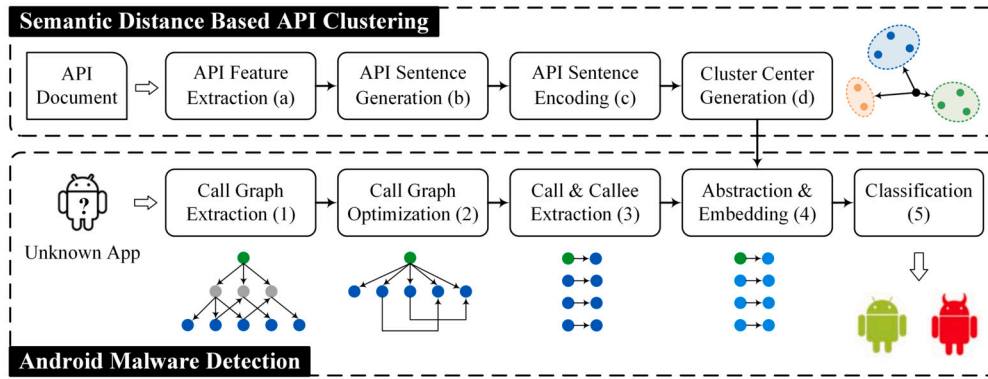 Semantic Distance Based API Clustering
API
Document
API Feature
Extraction (a)
API Sentence
Generation (b)
API Sentence
Encoding (c)
Cluster Center
Generation (d)
?
Unknown App
Call Graph
Extraction (1)
Call Graph
Optimization (2)
Call & Callee
Extraction (3)
Abstraction &
Embedding (4)
Classification
(5)
Android Malware Detection